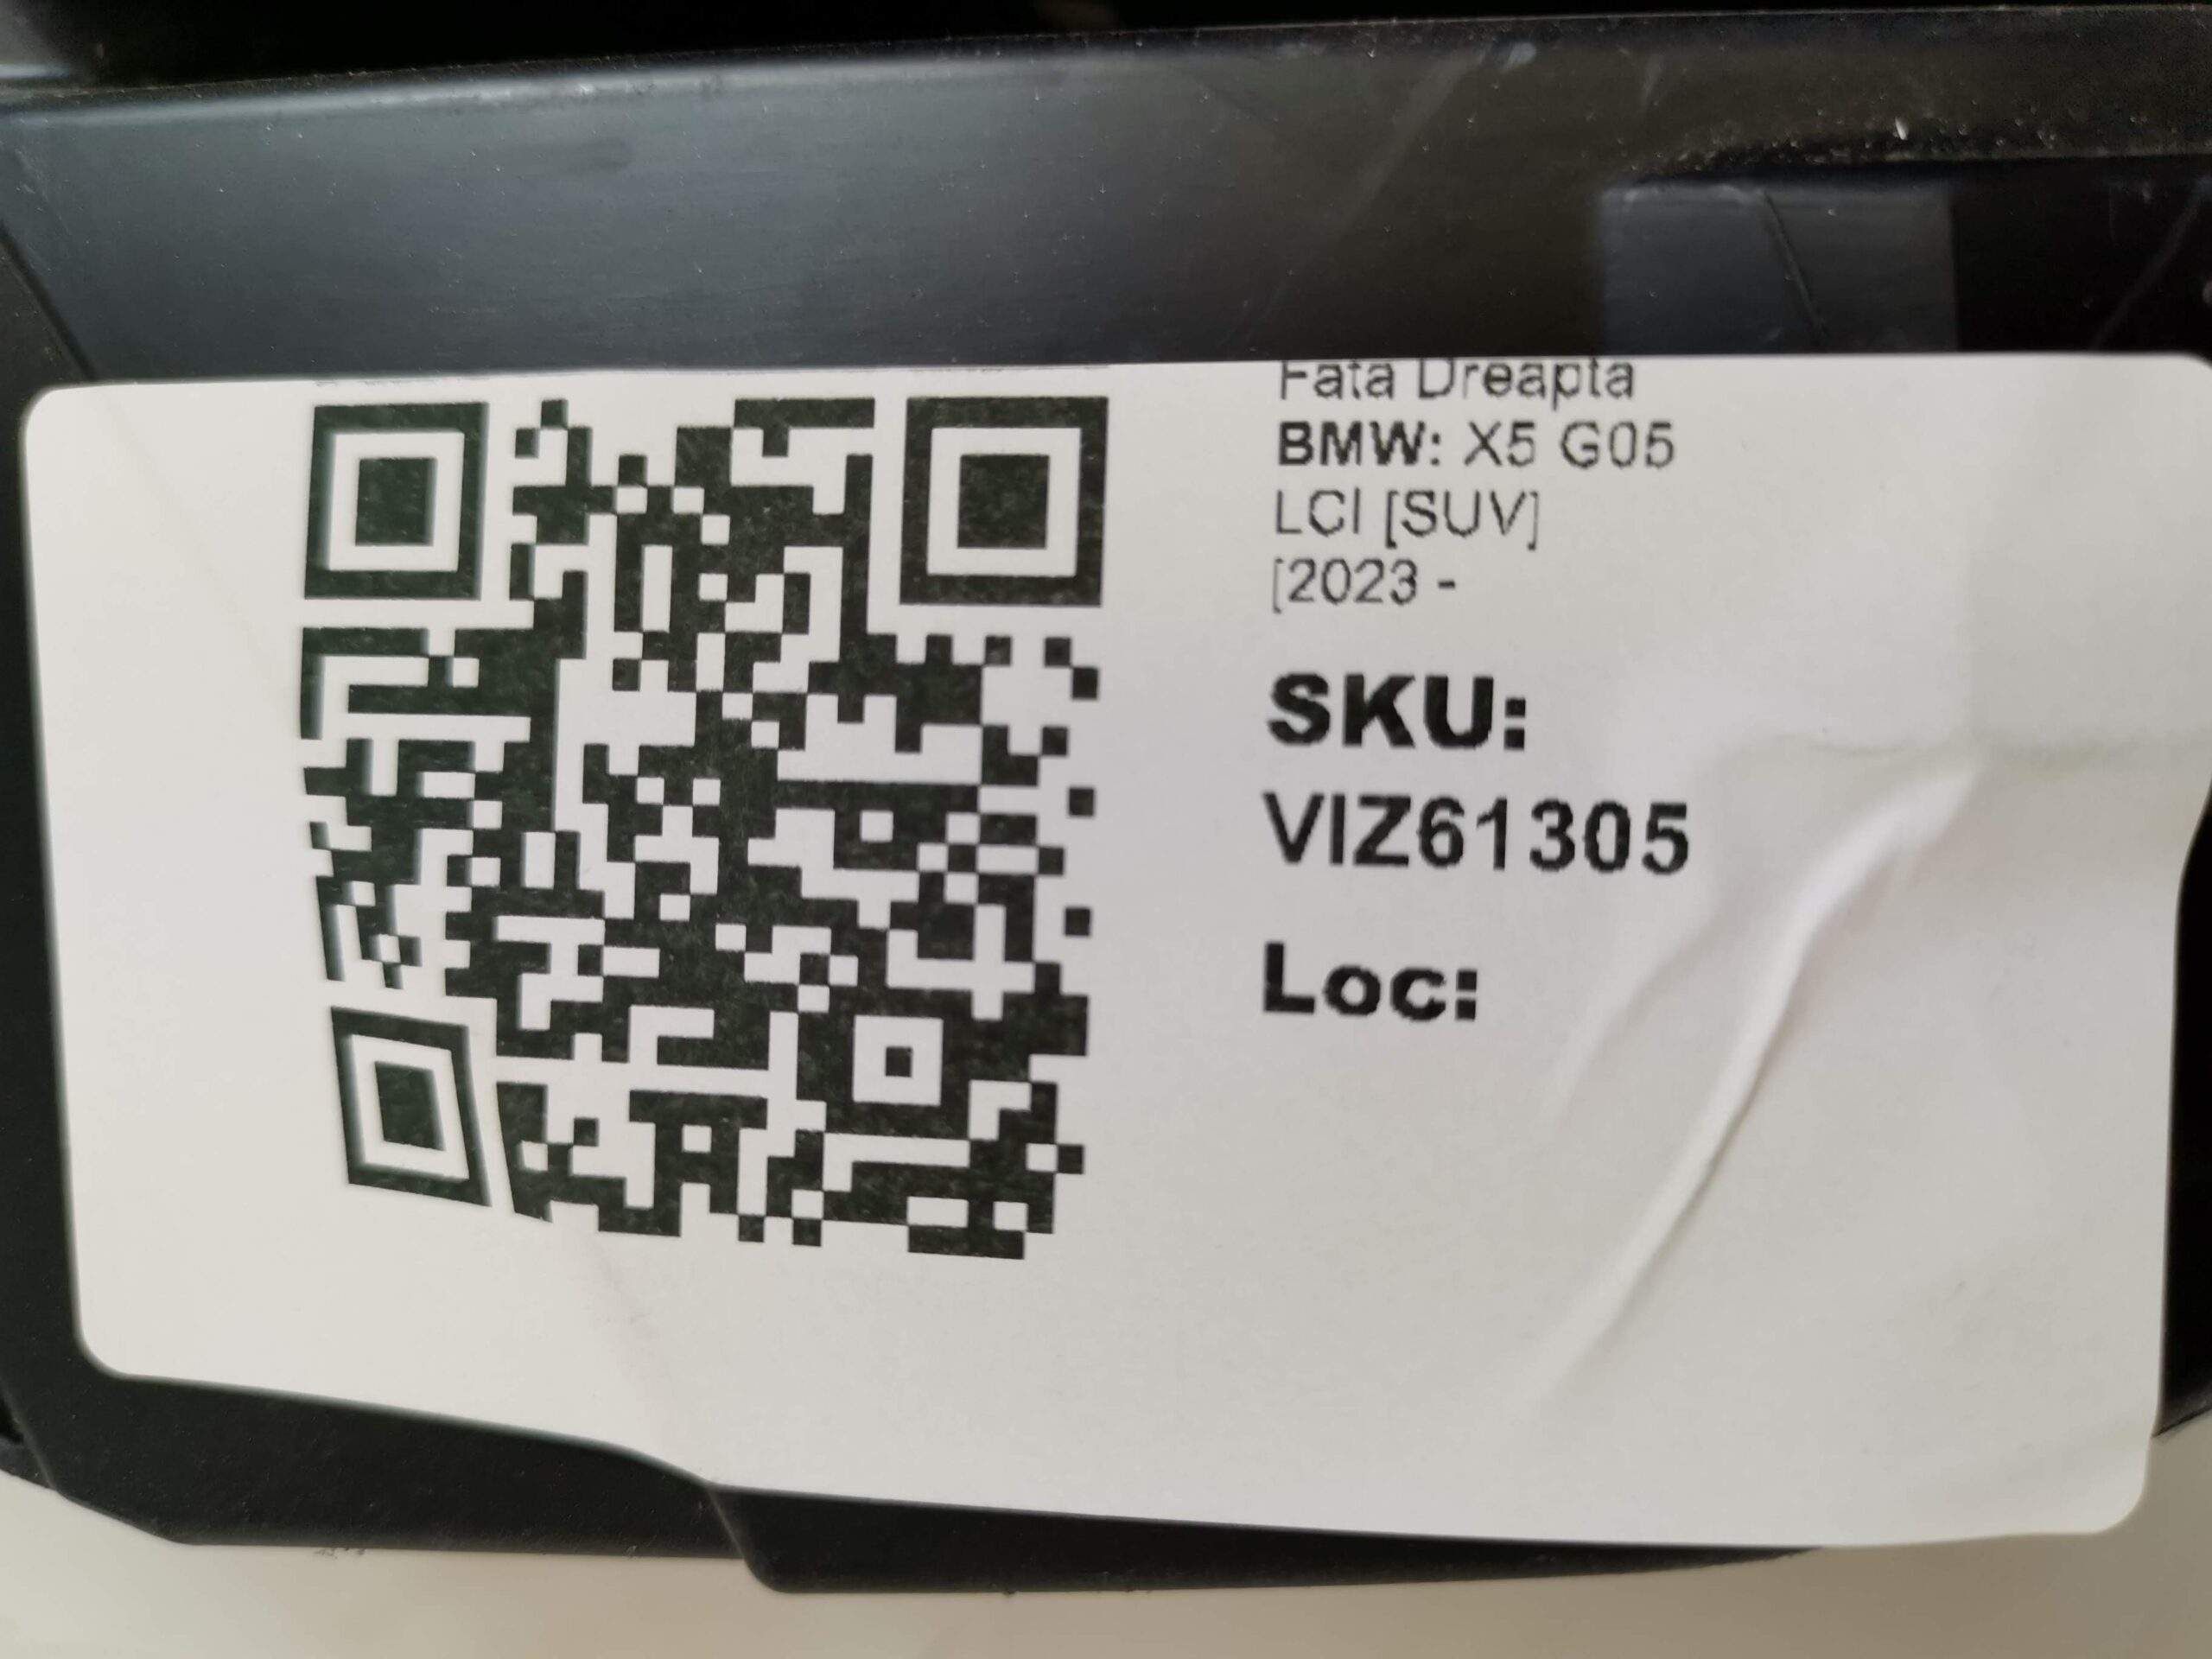 Fata Dreapta
BMW: X5 G05
LCI [SUV]
[2023 -
SKU:
VIZ61305
Loc: